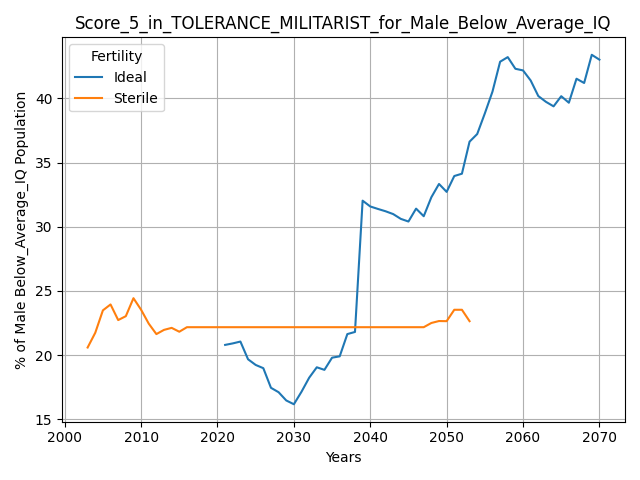 Score_5_in_TOLERANCE_MILITARIST_for_Male_Below_Average_IQ
Fertility
Ideal
Sterile
% of Male Below_Average_IQ Population
40
35
30
25
20
15
2000 2010 2020 2030 2040 2050 2060 2070
Years